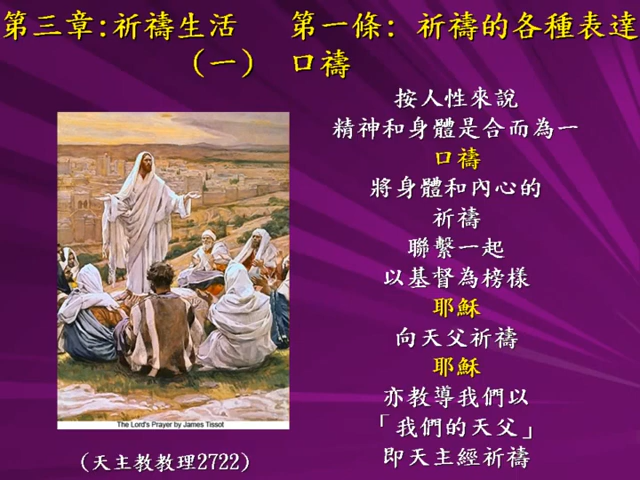 第三章:祈禱生活 第一條: 祈禱的各種表達
(一) 口禱
按人性來說
精神和身體是合而為一
口禱
將身體和內心的
祈禱
聯繫一起
以基督為榜樣
耶穌
向天父祈禱
耶穌
亦教導我們以
「我們的天父」
即天主經祈禱
The Lord's Prayer by James Tissot
(天主教教理2722)